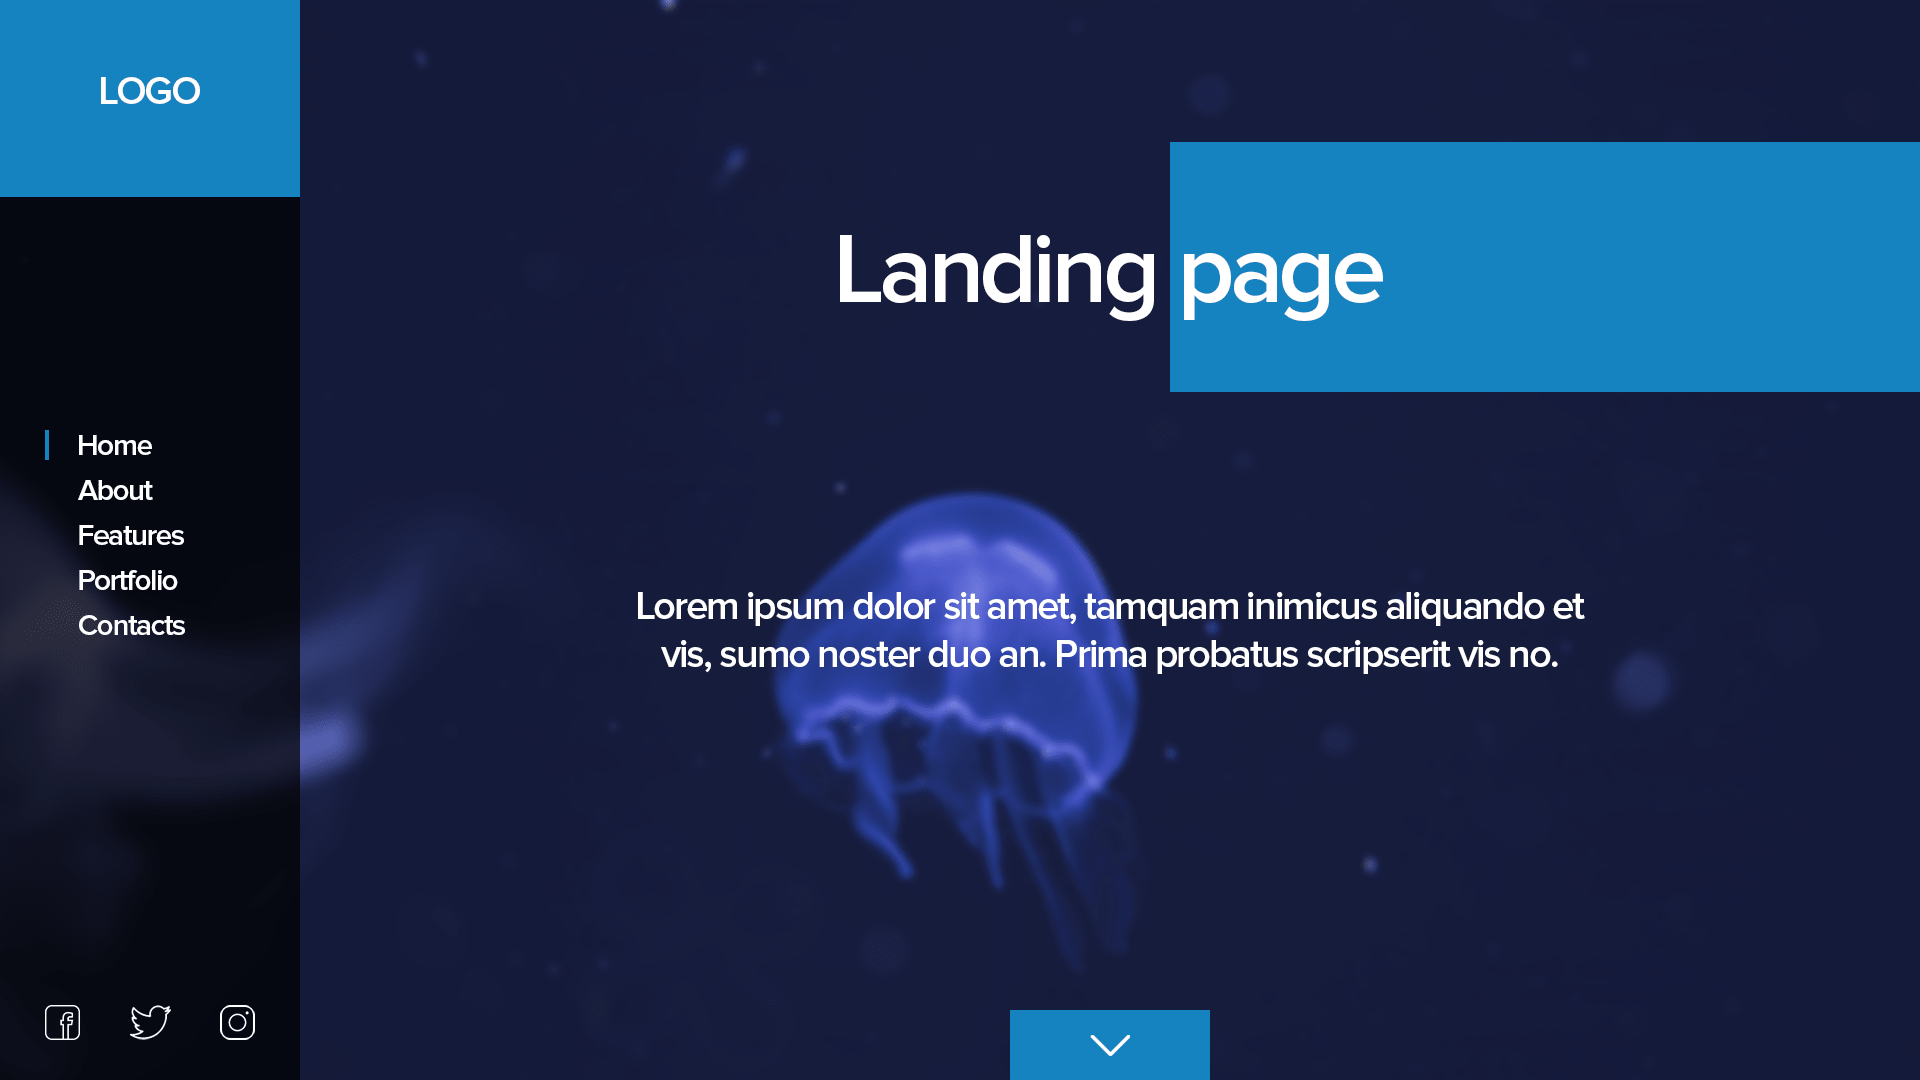 LOGO
Landing page
Home
About
Features
Portfolio
Contacts
Lorem ipsum dolor sit amet, tamquam inimicus aliquando et
vis, sumo noster duo an. Prima probatus scripserit vis no.